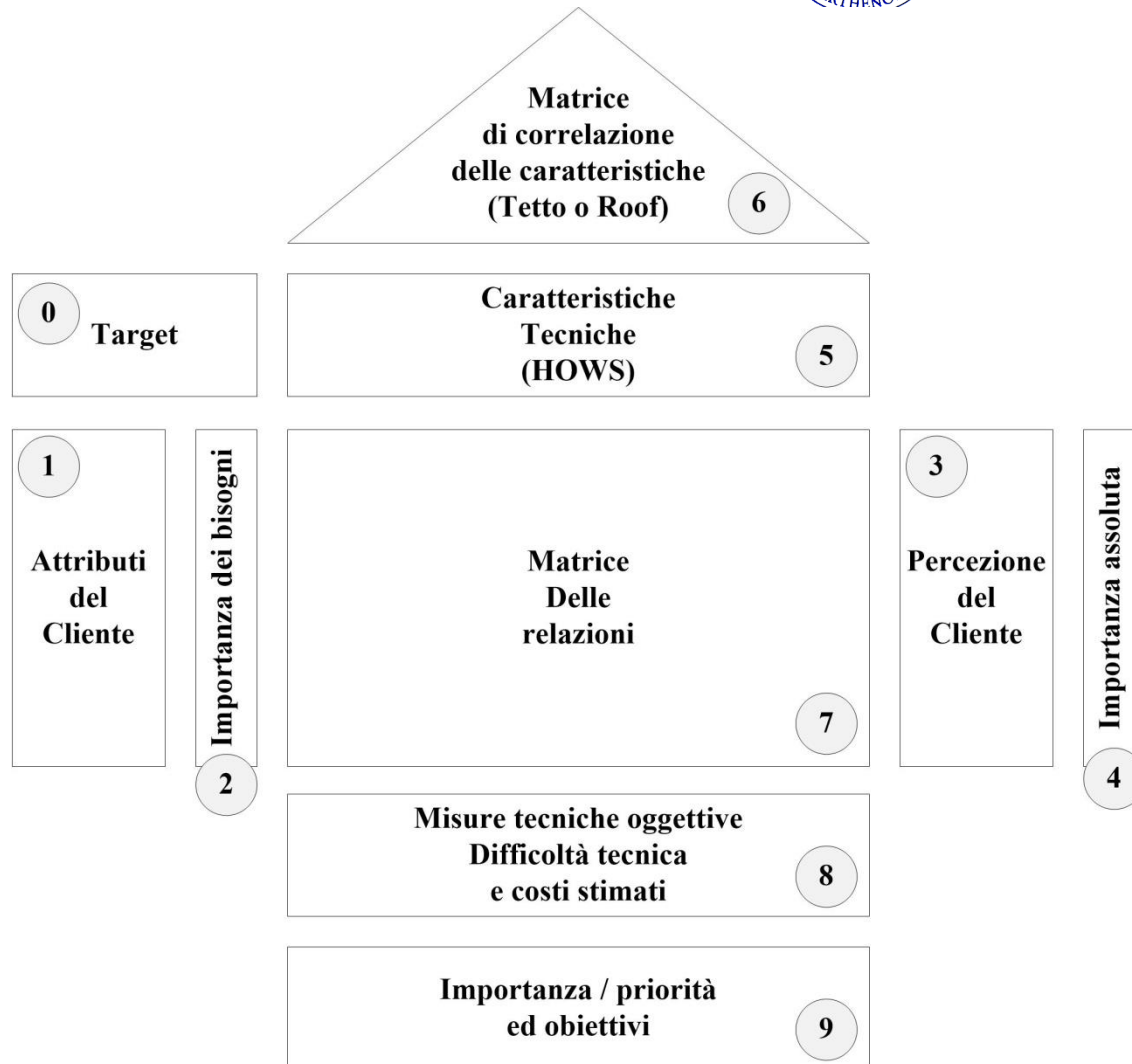 Matrice
di correlazione
delle caratteristiche
(Tetto o Roof)
6
0
Target
Caratteristiche
Tecniche
(HOWS)
5
1
Attributi
del
Cliente
Importanza dei bisogni
2
Matrice
Delle
relazioni
7
3
Percezione
del
Cliente
Importanza assoluta
4
Misure tecniche oggettive
Difficoltà tecnica
e costi stimati
8
Importanza / priorità
ed obiettivi
9